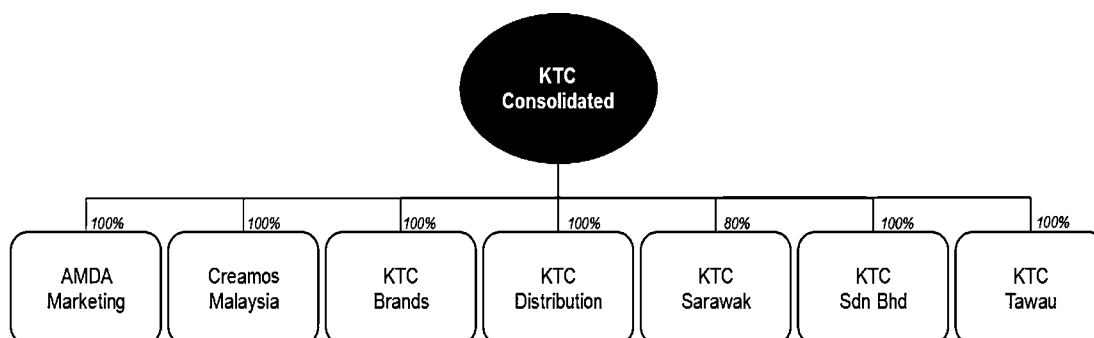 KTC
Consolidated
100% 100% 100% 100% 80% 100% 100%
AMDA
Marketing
Creamos
Malaysia
KTC
Brands
KTC
Distribution
KTC
Sarawak
KTC
Sdn Bhd
KTC
Tawau